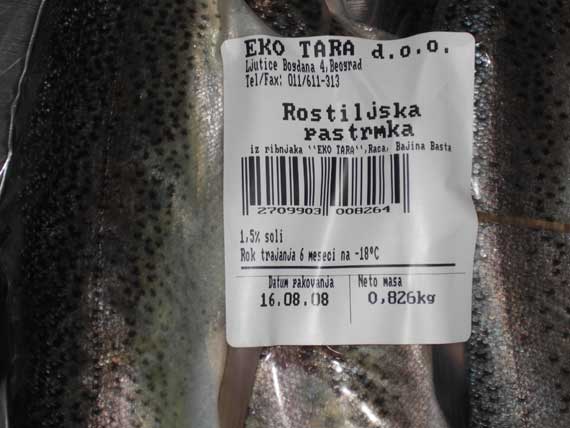 EKO TARA d.o.o.
Ljutice Bogdana 4,Beograd
Tel/Fax: 011/611-313
Rostiljska
pastrmka
iz ribnjaka ''EKO TARA'',Raca, Bajina Basta
2709903 008264
1,5% soli
Rok trajanja 6 meseci na -18°C
Datum pakovanja
Neto masa
16.08.08
0,826kg